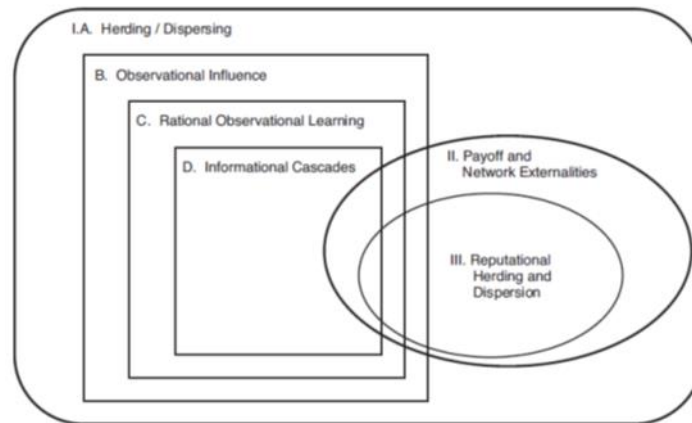 I.A. Herding / Dispersing
B. Observational Influence
C. Rational Observational Learning
D. Informational Cascades
II. Payoff and
Network Externalities
III. Reputational
Herding and
Dispersion